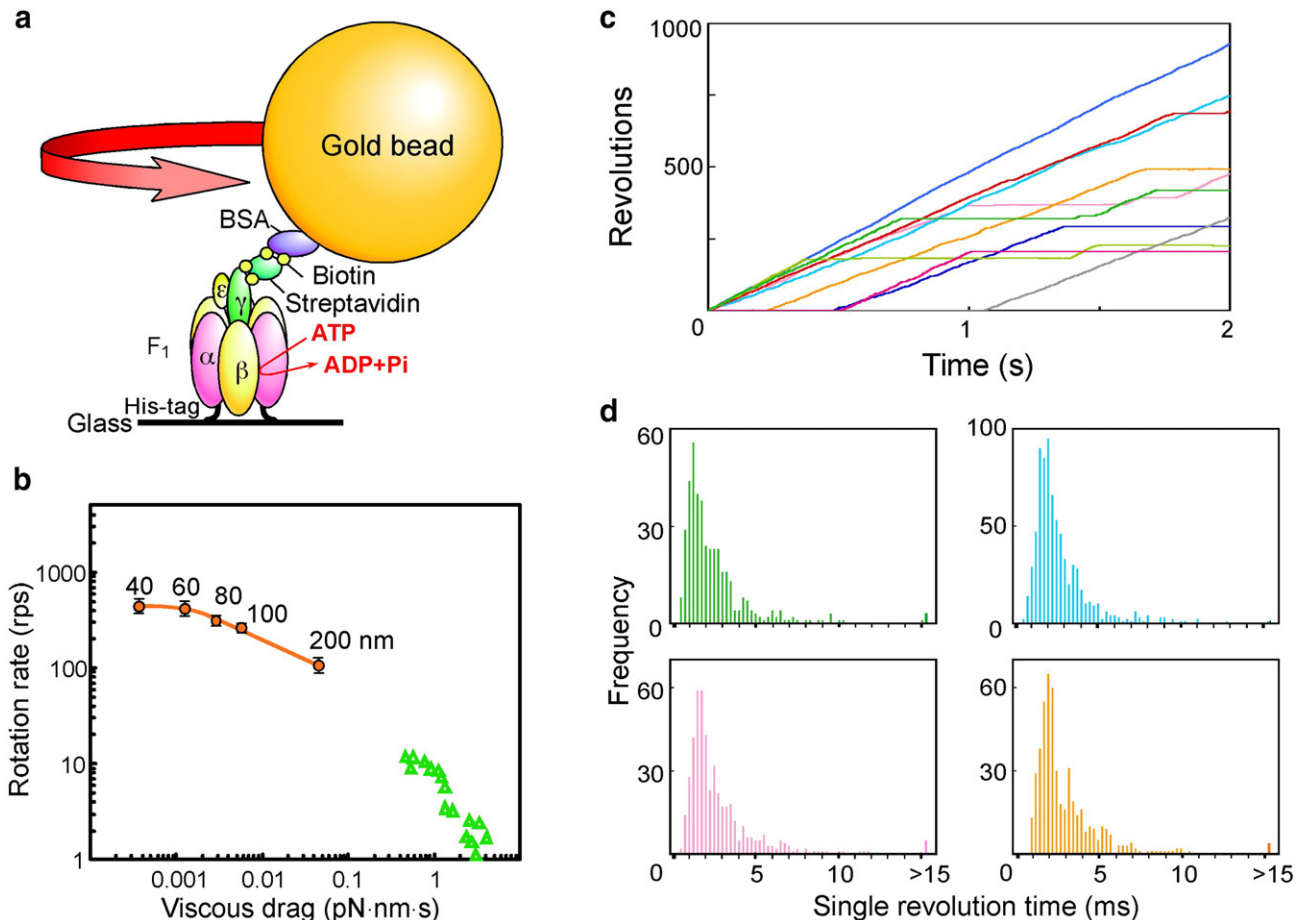 a
Gold bead
BSA
Biotin
Streptavidin
ε
γ
F1
α
β
ATP
ADP+Pi
His-tag
Glass
b
Rotation rate (rps)
1000
100
10
1
40
60
80
100
200 nm
0.001
0.01
0.1
1
Viscous drag (pN·nm·s)
c
Revolutions
1000
500
0
1
2
Time (s)
d
Frequency
60
30
0
100
50
0
60
30
0
5
10
>15
60
30
0
5
10
>15
Single revolution time (ms)